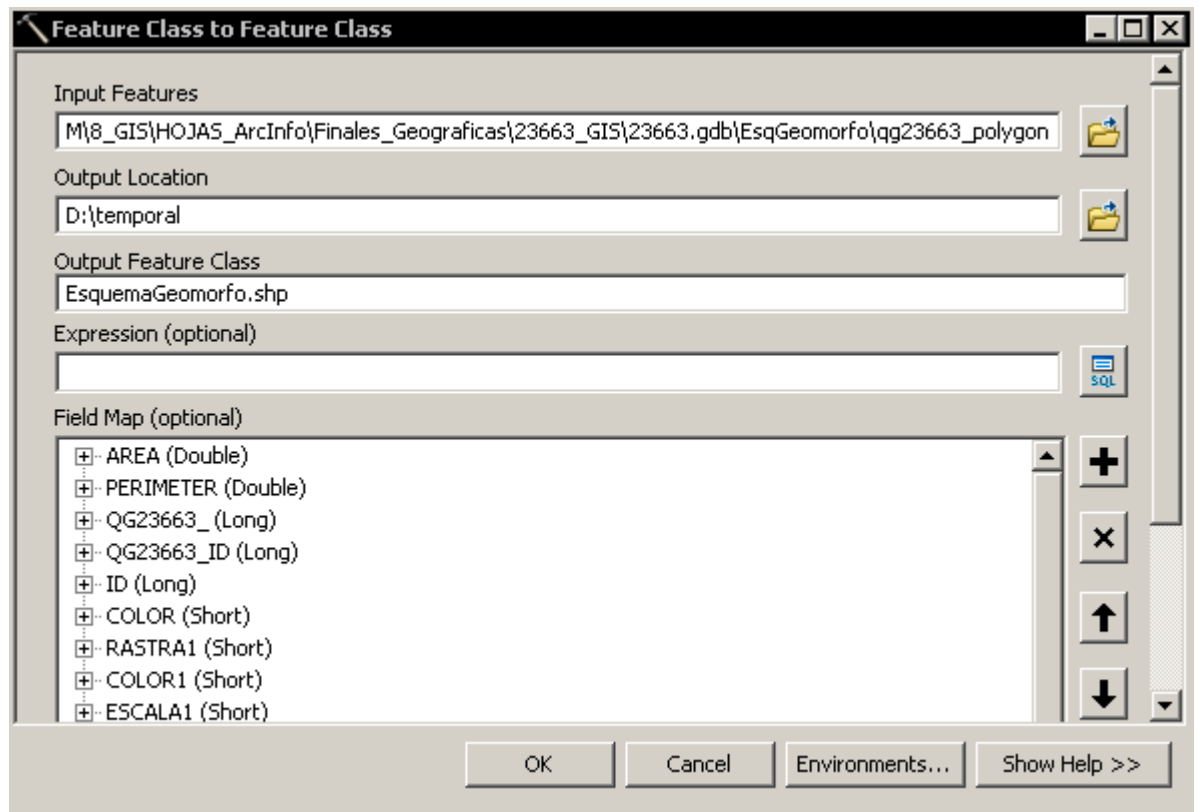 Feature Class to Feature Class
Input Features
M\8_GIS\HOJAS_ArcInfo\Finales_Geograficas\23663_GIS\23663.gdb\EsqGeomorfo\qg23663_polygon
Output Location
D:\temporal
Output Feature Class
EsquemaGeomorfo.shp
Expression (optional)
SQL
Field Map (optional)
AREA (Double)
PERIMETER (Double)
QG23663_ (Long)
QG23663_ID (Long)
ID (Long)
COLOR (Short)
RASTRA1 (Short)
COLOR1 (Short)
ESCALA1 (Short)
OK Cancel Environments... Show Help >>